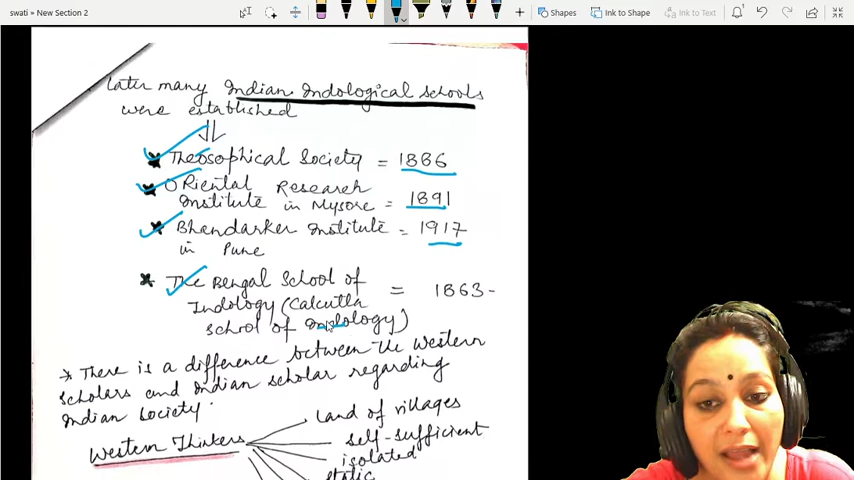 swati » New Section 2
Shapes
Ink to Shape
Ink to Text
Later many Indian Indological schools
were established
Theosophical Society = 1886
Oriental Research
Institute in Mysore = 1891
Bhandarker Institute = 1917
in Pune
The Bengal School of
Indology (Calcutta = 1863-
school of Indology)
→ There is a difference between the Western
scholars and Indian scholar regarding
Indian society.
Western Thinkers
Land of villages
self-sufficient
isolated
static